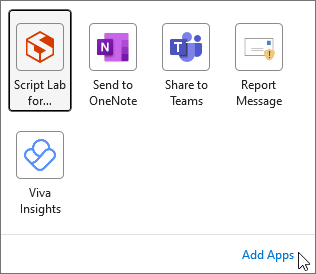 Script Lab
for...
Send to
OneNote
Share to
Teams
Report
Message
Viva
Insights
Add Apps